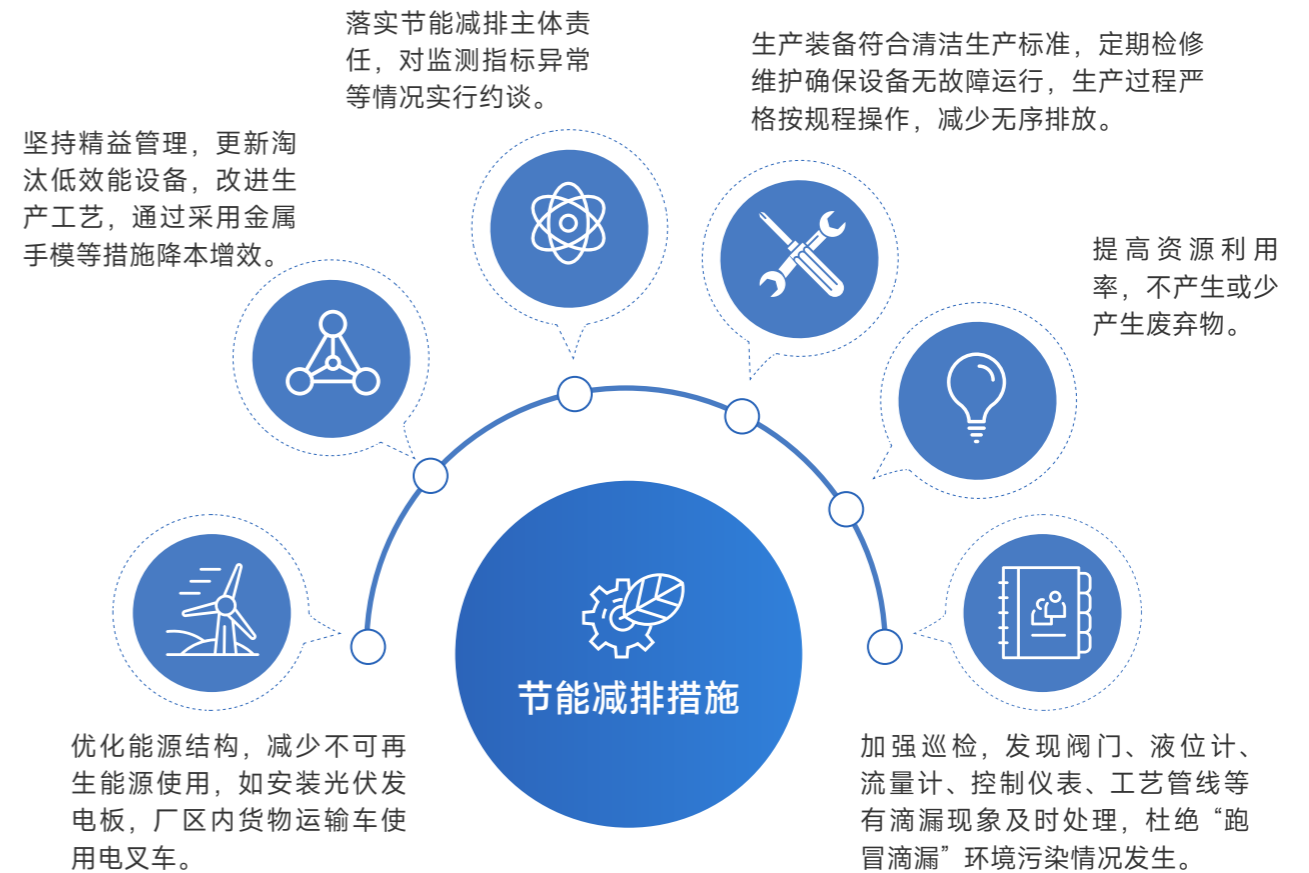 落实节能减排主体责
任，对监测指标异常
等情况实行约谈。
生产装备符合清洁生产标准，定期检修
维护确保设备无故障运行，生产过程严
格按规程操作，减少无序排放。
坚持精益管理，更新淘
汰低效能设备，改进生
产工艺，通过采用金属
手模等措施降本增效。
提高资源利用
率，不产生或少
产生废弃物。
节能减排措施
优化能源结构，减少不可再
生能源使用，如安装光伏发
电板，厂区内货物运输车使
用电叉车。
加强巡检，发现阀门、液位计、
流量计、控制仪表、工艺管线等
有滴漏现象及时处理，杜绝“跑
冒滴漏”环境污染情况发生。